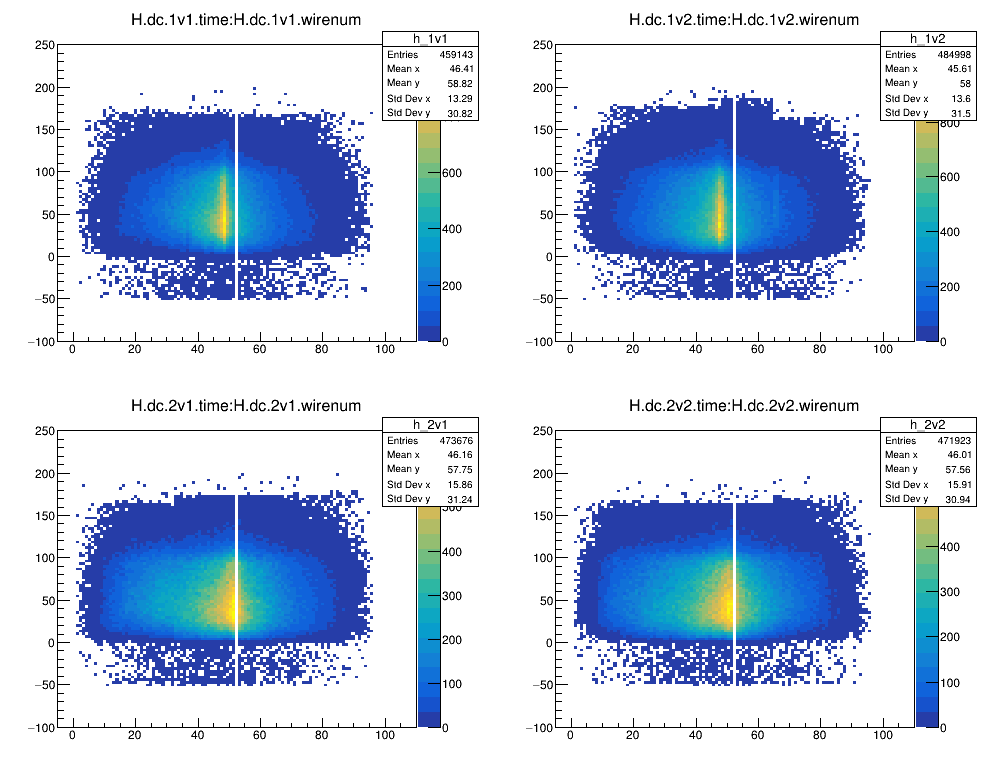 H.dc.1v1.time:H.dc.1v1.wirenum
h_1v1
Entries 459143
Mean x 46.41
Mean y 58.82
Std Dev x 13.29
Std Dev y 30.82
250
200
150
100
50
0
−50
−100
0 20 40 60 80 100
600
400
200
0
H.dc.1v2.time:H.dc.1v2.wirenum
h_1v2
Entries 484998
Mean x 45.61
Mean y 58
Std Dev x 13.6
Std Dev y 31.5
250
200
150
100
50
0
−50
−100
0 20 40 60 80 100
800
600
400
200
0
H.dc.2v1.time:H.dc.2v1.wirenum
h_2v1
Entries 473676
Mean x 46.16
Mean y 57.75
Std Dev x 15.86
Std Dev y 31.24
250
200
150
100
50
0
−50
−100
0 20 40 60 80 100
500
400
300
200
100
0
H.dc.2v2.time:H.dc.2v2.wirenum
h_2v2
Entries 471923
Mean x 46.01
Mean y 57.56
Std Dev x 15.91
Std Dev y 30.94
250
200
150
100
50
0
−50
−100
0 20 40 60 80 100
400
300
200
100
0